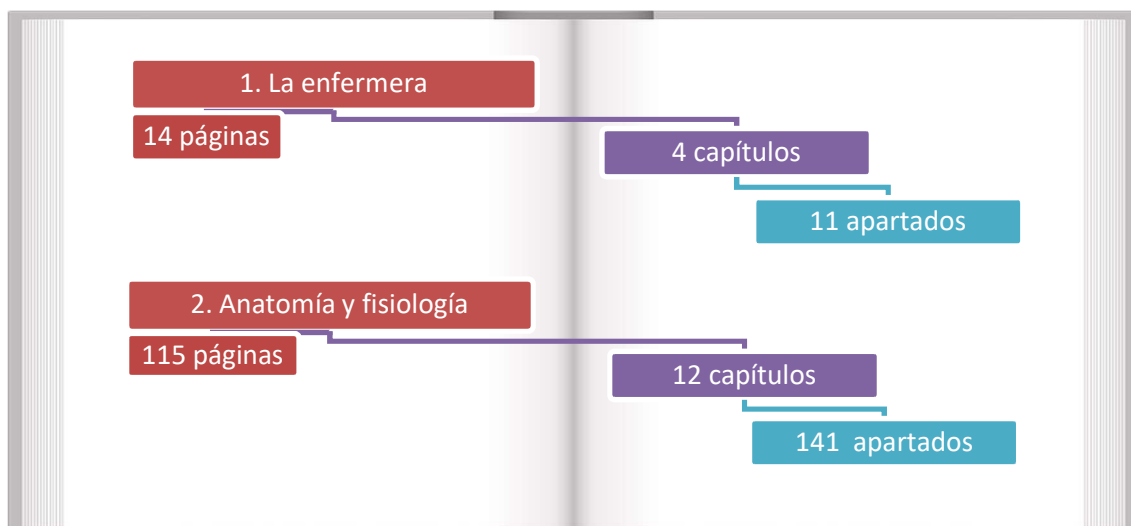 1. La enfermera
14 páginas
4 capítulos
11 apartados
2. Anatomía y fisiología
115 páginas
12 capítulos
141 apartados